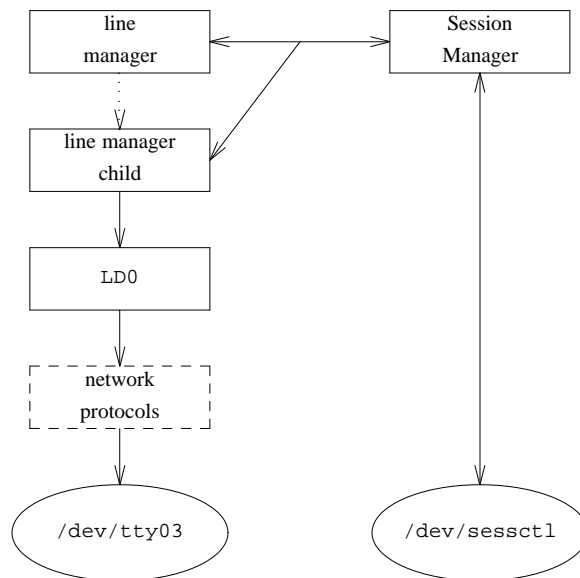 line
manager
Session
Manager
line manager
child
LD0
network
protocols
/dev/tty03
/dev/sessctl